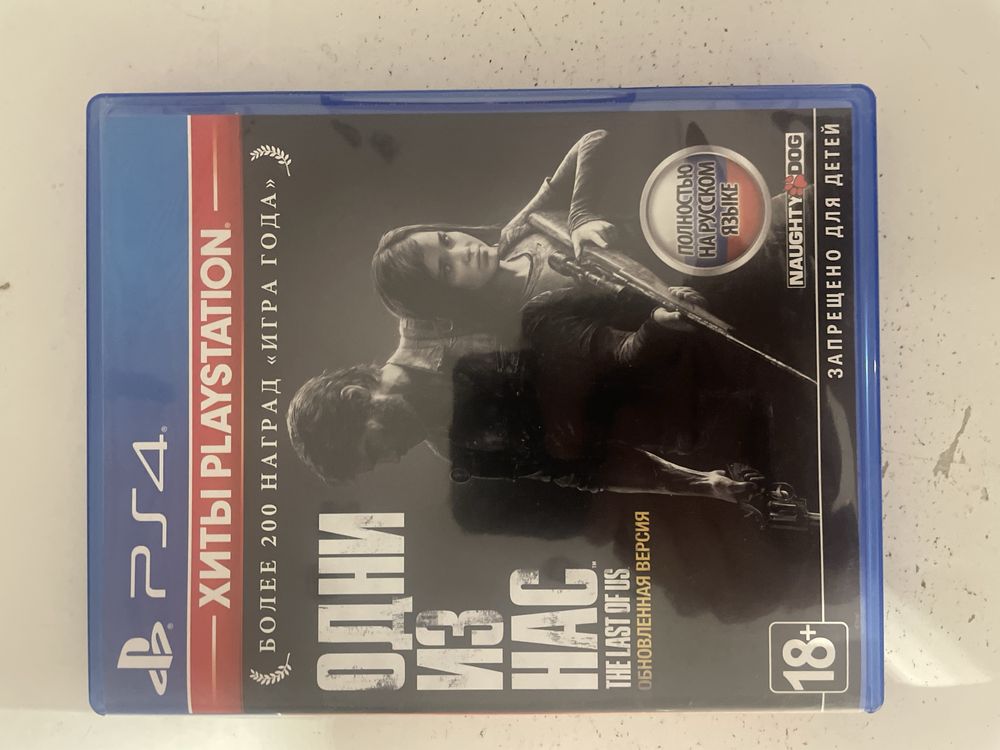 PS4
ХИТЫ PLAYSTATION®
БОЛЕЕ 200 НАГРАД «ИГРА ГОДА»
ОДНИ
ИЗ
НАС™
THE LAST OF US
ОБНОВЛЕННАЯ ВЕРСИЯ
ПОЛНОСТЬЮ
НА РУССКОМ
ЯЗЫКЕ
NAUGHTY DOG
18+
ЗАПРЕЩЕНО ДЛЯ ДЕТЕЙ